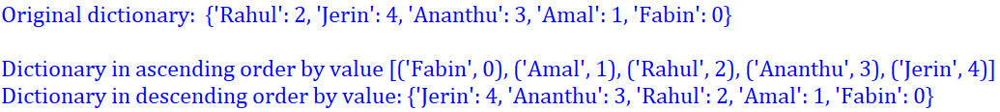 Original dictionary:  {'Rahul': 2, 'Jerin': 4, 'Ananthu': 3, 'Amal': 1, 'Fabin': 0}
Dictionary in ascending order by value [('Fabin', 0), ('Amal', 1), ('Rahul', 2), ('Ananthu', 3), ('Jerin', 4)]
Dictionary in descending order by value: {'Jerin': 4, 'Ananthu': 3, 'Rahul': 2, 'Amal': 1, 'Fabin': 0}